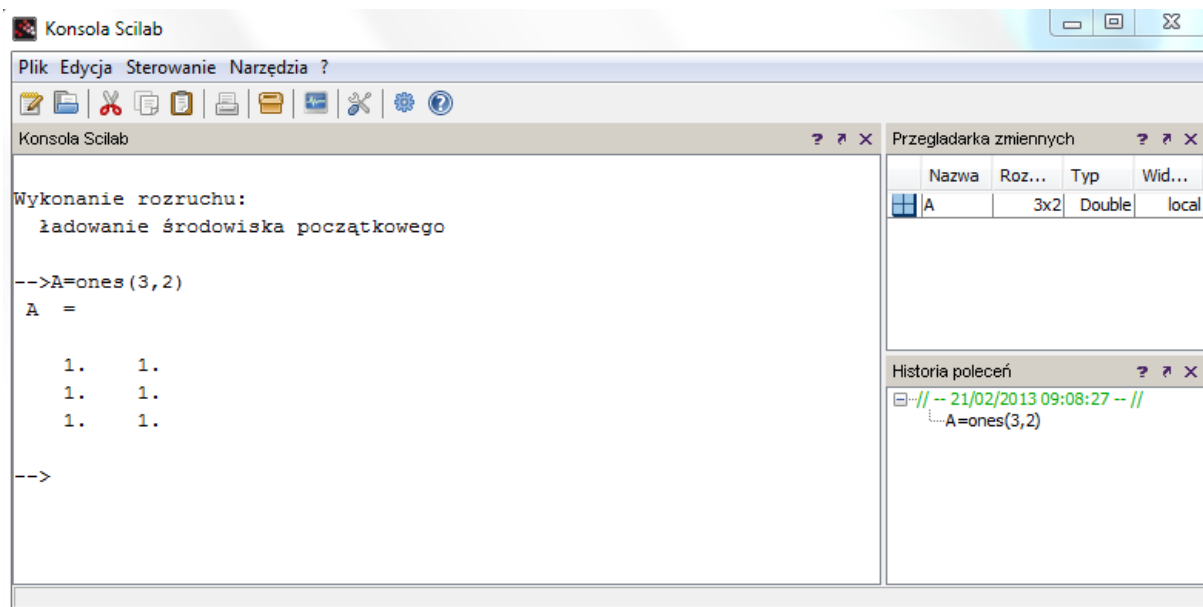 Konsola Scilab
Plik Edycja Sterowanie Narzędzia ?
Konsola Scilab
Wykonanie rozruchu:
ładowanie środowiska początkowego
-->A=ones(3,2)
A =
1. 1.
1. 1.
1. 1.
-->
Przegladarka zmiennych
Nazwa Roz... Typ Wid...
A 3x2 Double local
Historia poleceń
// -- 21/02/2013 09:08:27 -- //
A=ones(3,2)